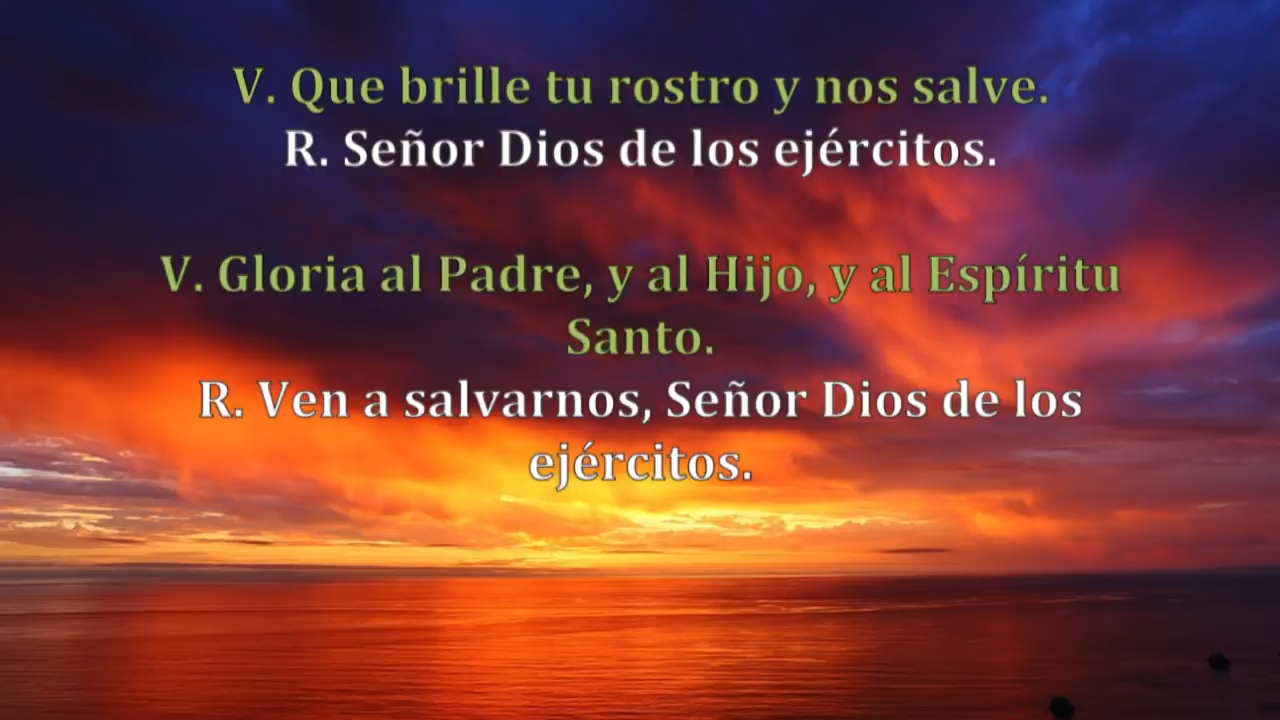 V. Que brille tu rostro y nos salve.
R. Señor Dios de los ejércitos.
V. Gloria al Padre, y al Hijo, y al Espíritu
Santo.
R. Ven a salvarnos, Señor Dios de los
ejércitos.